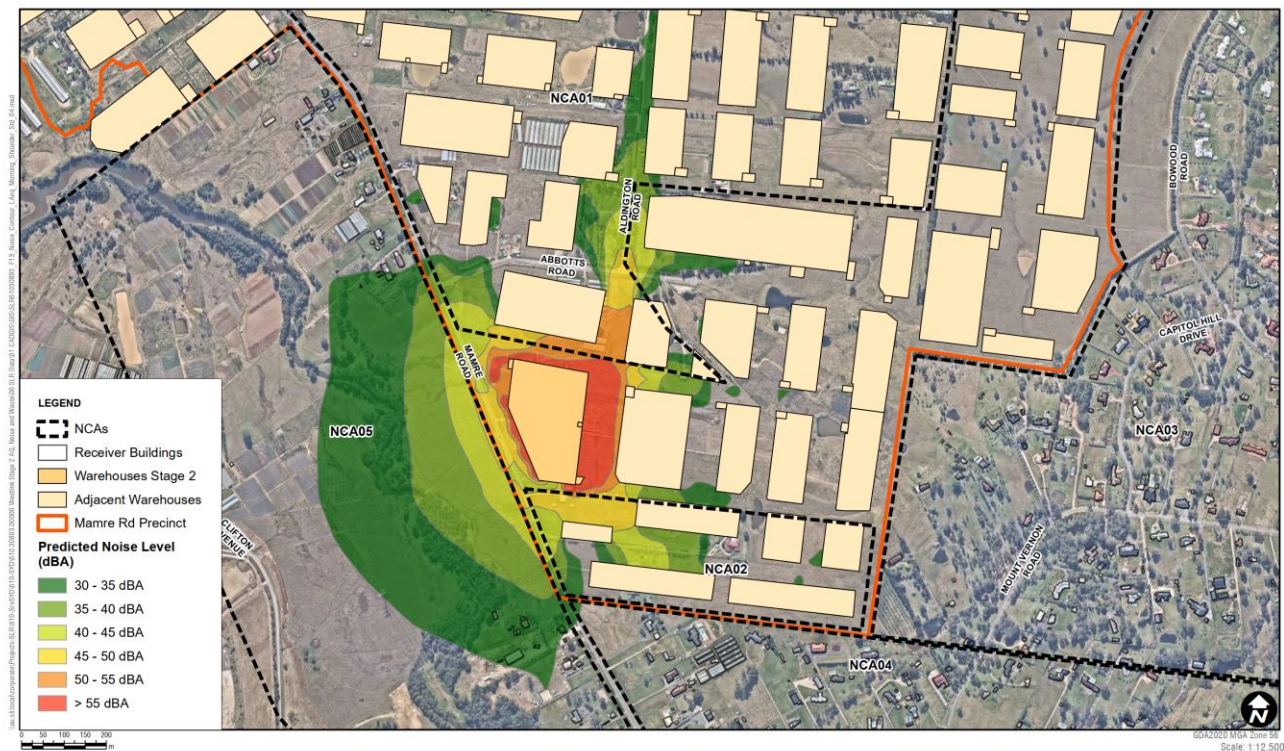 NCA01
BOWOOD
ROAD
ALDINGTON
ROAD
ABBOTTS
ROAD
CAPITOL HILL
DRIVE
MAMRE
ROAD
NCA05
NCA03
CLIFTON
AVENUE
MOUNT VERNON
ROAD
NCA02
NCA04
LEGEND
NCAs
Receiver Buildings
Warehouses Stage 2
Adjacent Warehouses
Mamre Rd Precinct
Predicted Noise Level
(dBA)
30 - 35 dBA
35 - 40 dBA
40 - 45 dBA
45 - 50 dBA
50 - 55 dBA
> 55 dBA
0 50 100 150 200
m
N
GDA2020 MGA Zone 56
Scale: 1:12,500